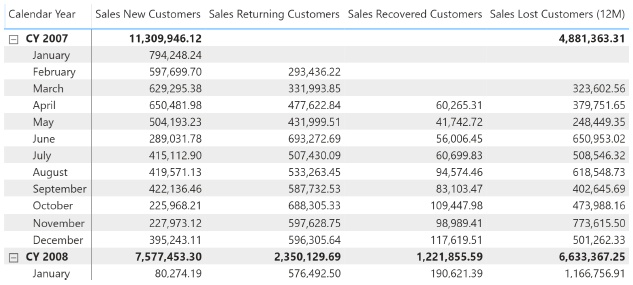 Calendar Year Sales New Customers Sales Returning Customers Sales Recovered Customers Sales Lost Customers (12M)
CY 2007 11,309,946.12 4,881,363.31
January 794,248.24
February 597,699.70 293,436.22
March 629,295.38 331,993.85 323,602.56
April 650,481.98 477,622.84 60,265.31 379,751.65
May 504,193.23 431,999.51 41,742.72 248,449.35
June 289,031.78 693,272.69 56,006.45 650,953.02
July 415,112.90 507,430.09 60,699.83 508,546.32
August 419,571.13 533,263.45 94,574.46 618,548.73
September 422,136.46 587,732.53 83,103.47 402,645.69
October 225,968.21 688,305.33 109,447.98 473,988.16
November 227,973.12 597,628.75 98,989.41 773,615.50
December 395,243.11 596,305.64 117,619.51 501,262.33
CY 2008 7,577,453.30 2,350,129.69 1,221,855.59 6,633,367.25
January 80,274.19 576,492.50 190,621.39 1,166,756.91